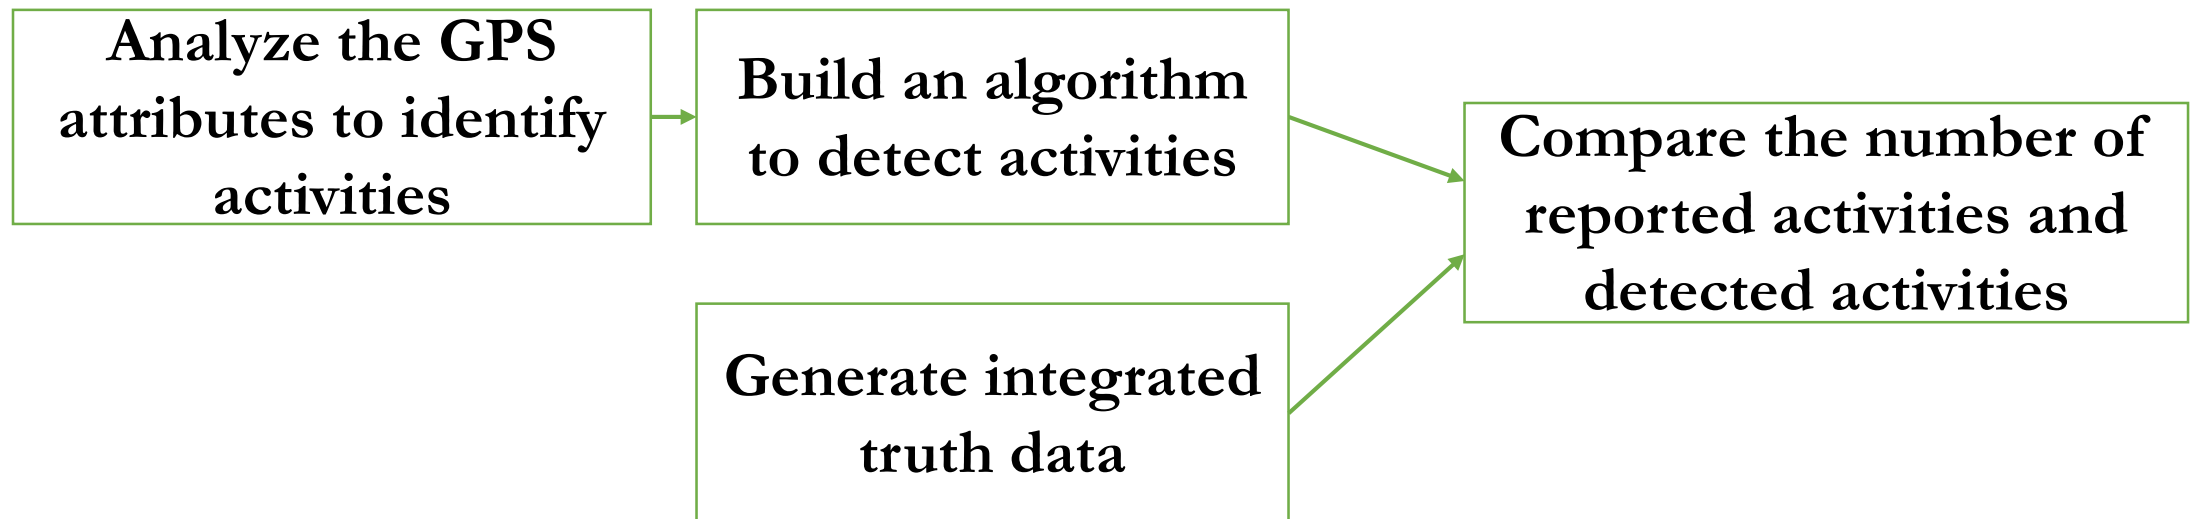 Analyze the GPS
attributes to identify
activities
Build an algorithm
to detect activities
Generate integrated
truth data
Compare the number of
reported activities and
detected activities